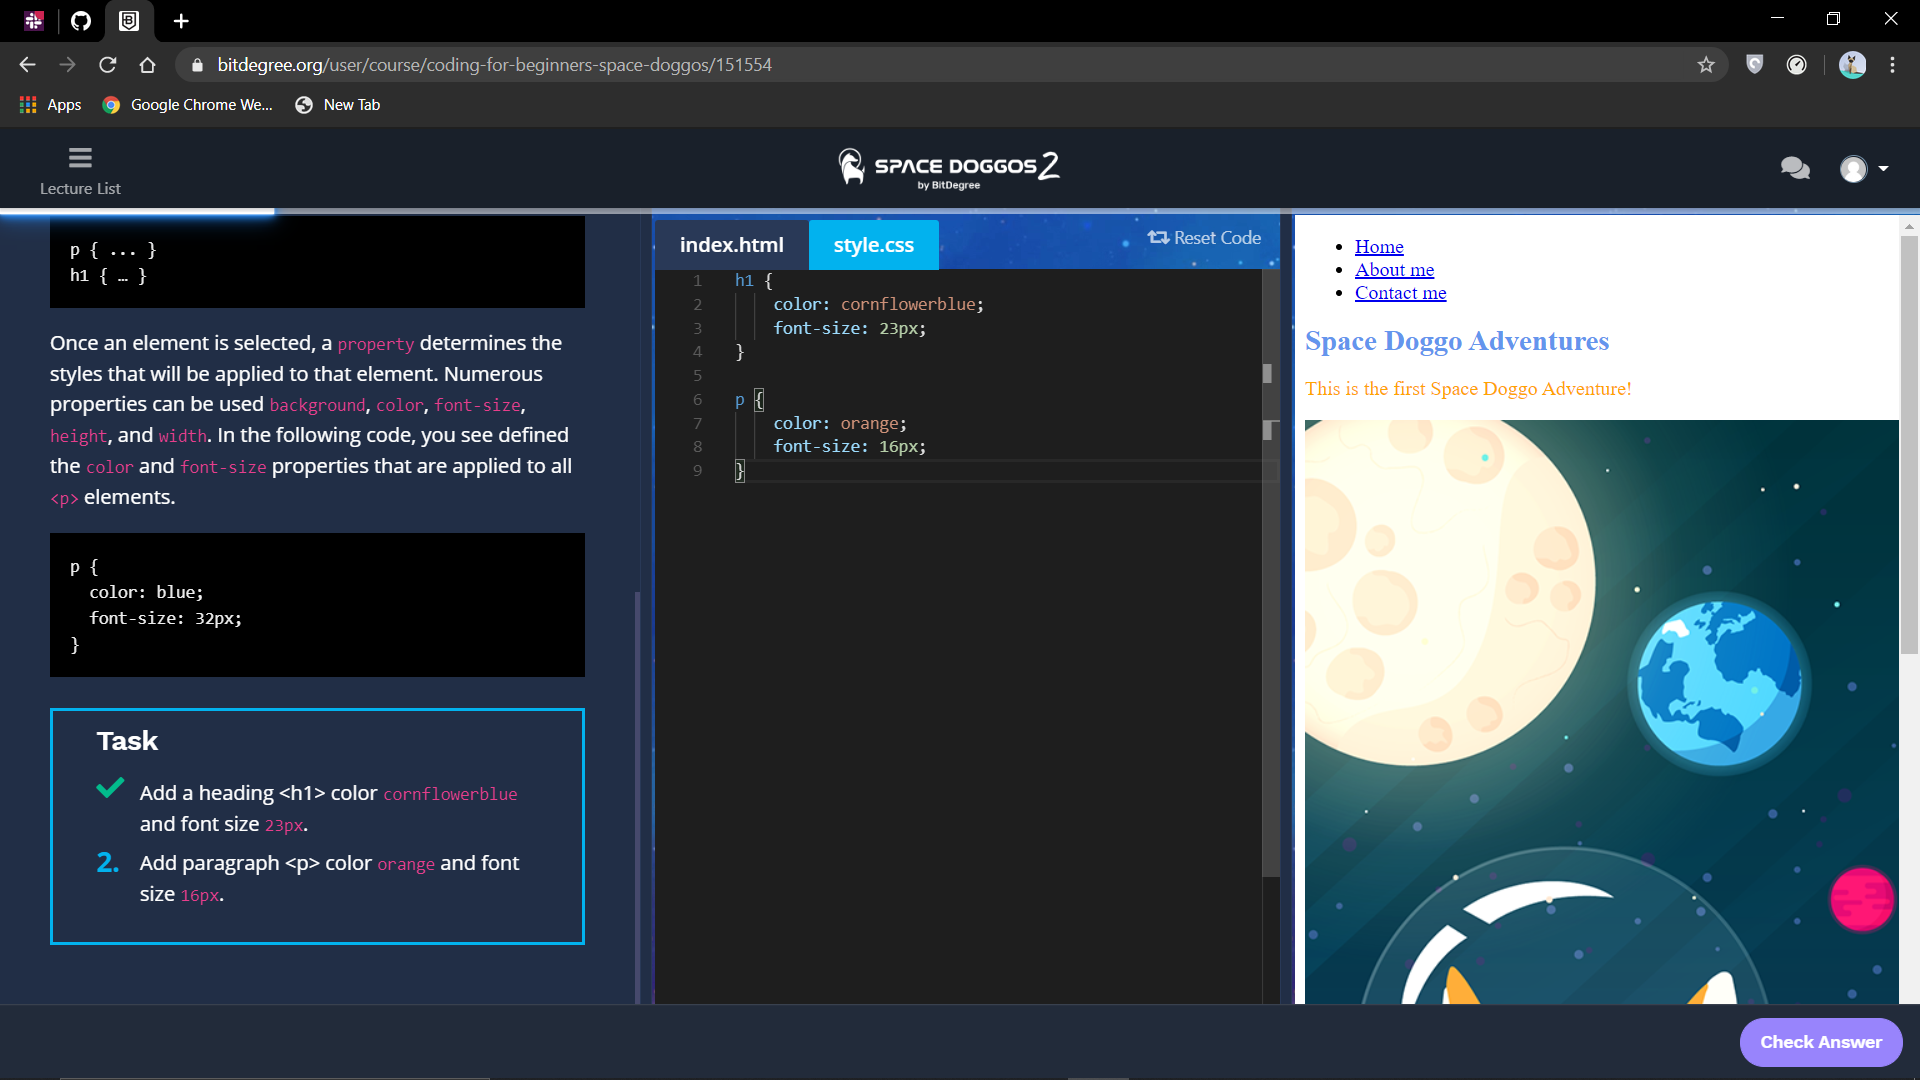 bitdegree.org/user/course/coding-for-beginners-space-doggos/151554
Apps
Google Chrome We...
New Tab
Lecture List
SPACE DOGGOS 2
by BitDegree
p { ... }
h1 { … }
Once an element is selected, a property determines the
styles that will be applied to that element. Numerous
properties can be used background, color, font-size,
height, and width. In the following code, you see defined
the color and font-size properties that are applied to all
<p> elements.
p {
color: blue;
font-size: 32px;
}
Task
Add a heading <h1> color cornflowerblue
and font size 23px.
2. Add paragraph <p> color orange and font
size 16px.
index.html
style.css
Reset Code
1 h1 {
2 color: cornflowerblue;
3 font-size: 23px;
4 }
5
6 p {
7 color: orange;
8 font-size: 16px;
9 }
Home
About me
Contact me
Space Doggo Adventures
This is the first Space Doggo Adventure!
Check Answer